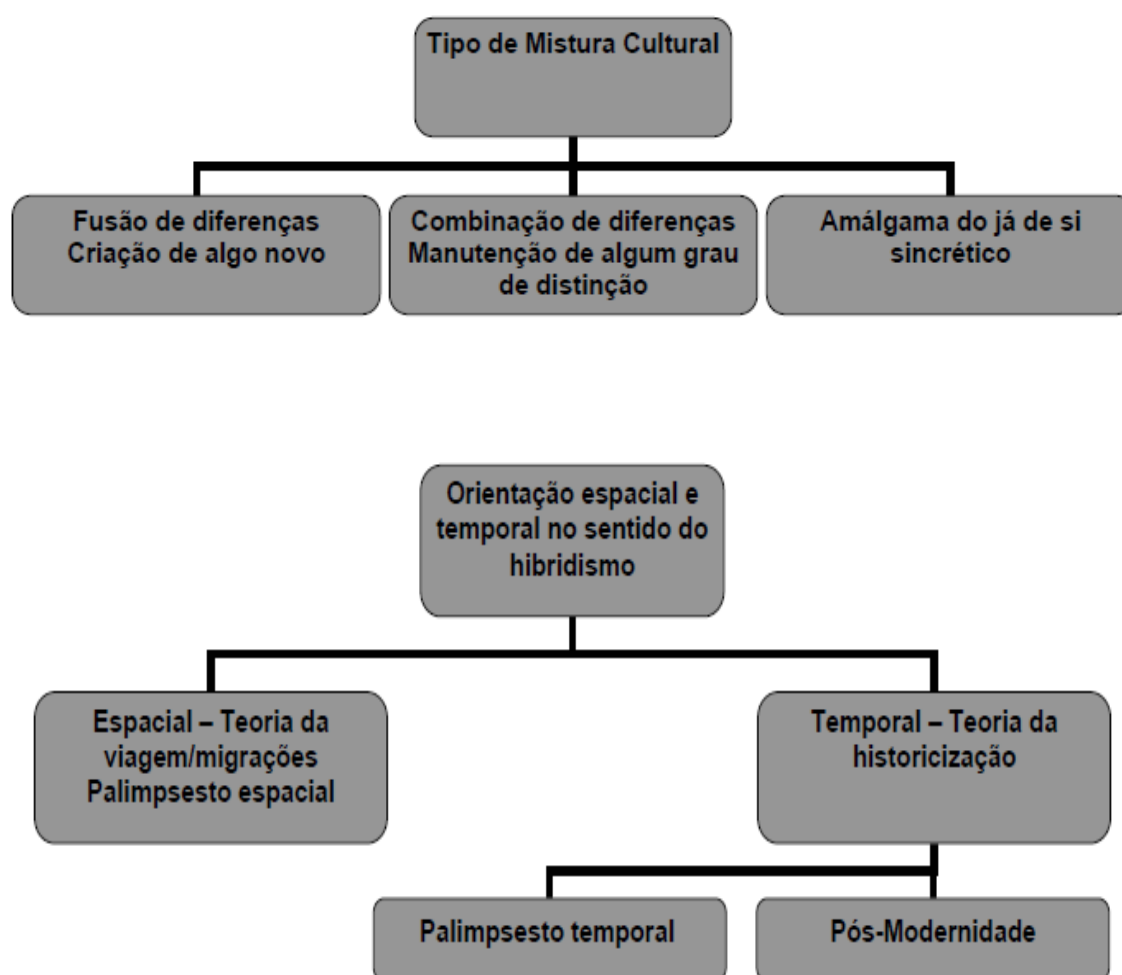 Tipo de Mistura Cultural
Fusão de diferenças
Criação de algo novo
Combinação de diferenças
Manutenção de algum grau
de distinção
Amálgama do já de si
sincrético
Orientação espacial e
temporal no sentido do
hibridismo
Espacial – Teoria da
viagem/migrações
Palimpsesto espacial
Temporal – Teoria da
historicização
Palimpsesto temporal
Pós-Modernidade